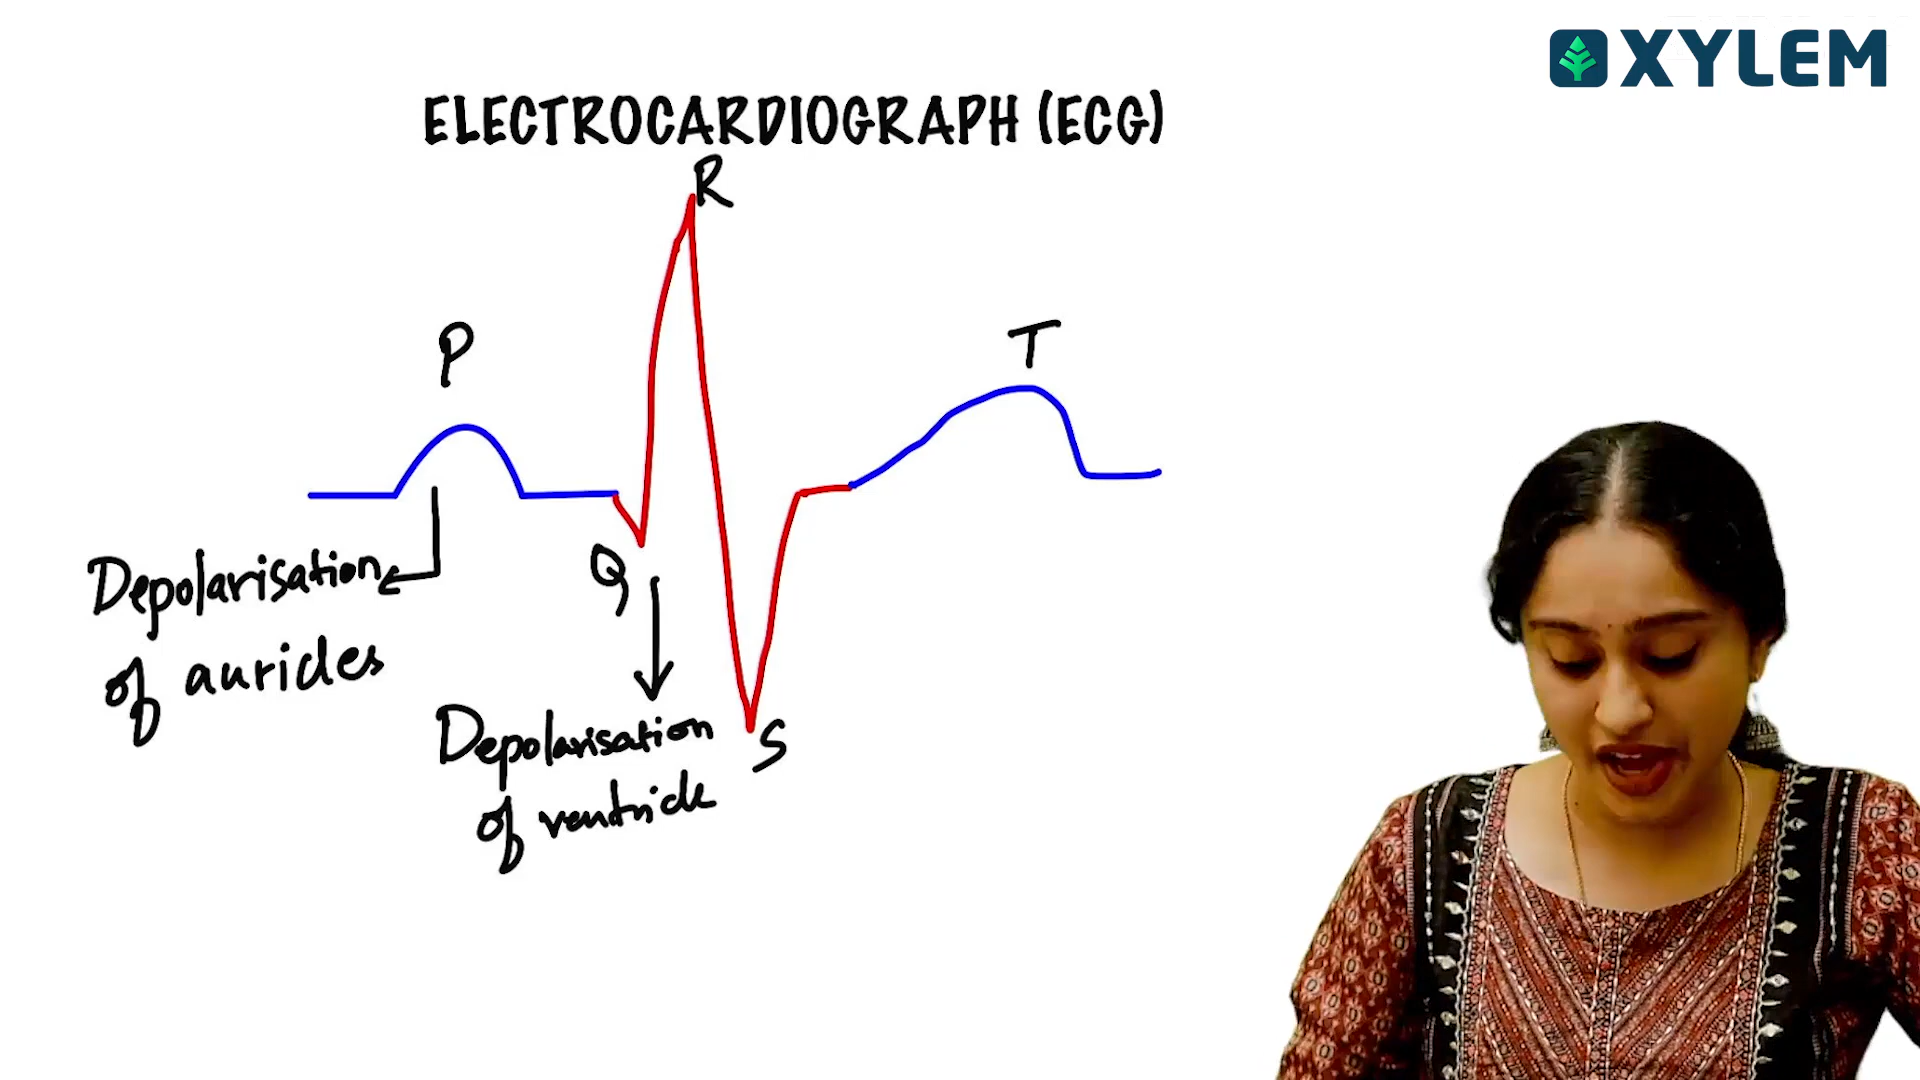 XYLEM
ELECTROCARDIOGRAPH (ECG)
R
P
T
Q
Depolarisation
of auricles
S
Depolarisation
of ventricle